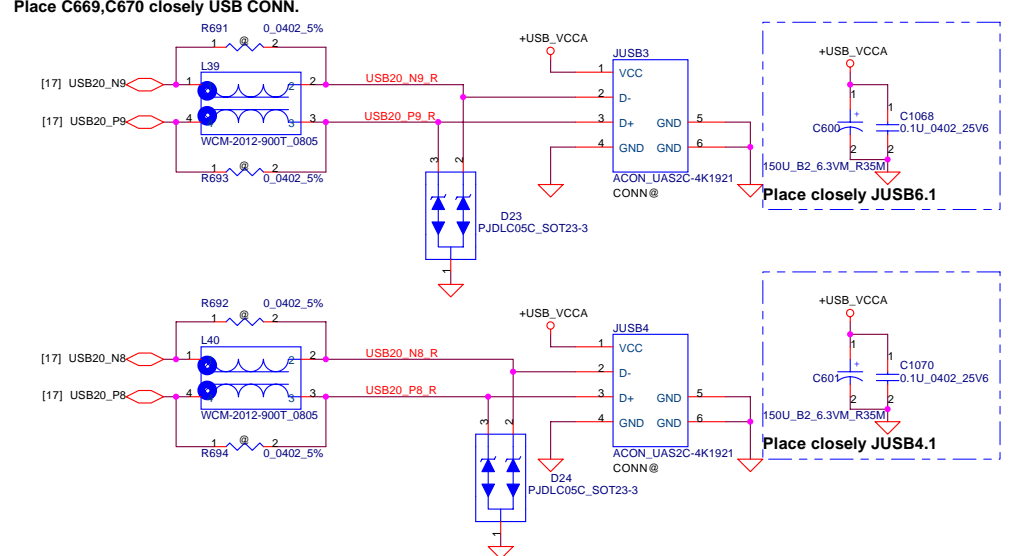 Place C669,C670 closely USB CONN.
R691 0_0402_5%
1 @ 2
+USB_VCCA
JUSB3
+USB_VCCA
L39
[17] USB20_N9 1 2 2 USB20_N9_R
1 VCC
2 D-
[17] USB20_P9 4 4 3 3 USB20_P9_R
3 D+ GND 5
4 GND GND 6
WCM-2012-900T_0805
1 @ 2
R693 0_0402_5%
ACON_UAS2C-4K1921
CONN@
3 2
D23
PJDLC05C_SOT23-3
1
1 1
+
C600 C1068
0.1U_0402_25V6
2 2
150U_B2_6.3VM_R35M
Place closely JUSB6.1
R692 0_0402_5%
1 @ 2
+USB_VCCA
JUSB4
+USB_VCCA
L40
[17] USB20_N8 1 2 2 USB20_N8_R
1 VCC
2 D-
[17] USB20_P8 4 3 3 USB20_P8_R
3 D+ GND 5
4 GND GND 6
WCM-2012-900T_0805
1 @ 2
R694 0_0402_5%
ACON_UAS2C-4K1921
CONN@
3 2
D24
PJDLC05C_SOT23-3
1
1 1
+
C601 C1070
0.1U_0402_25V6
2 2
150U_B2_6.3VM_R35M
Place closely JUSB4.1